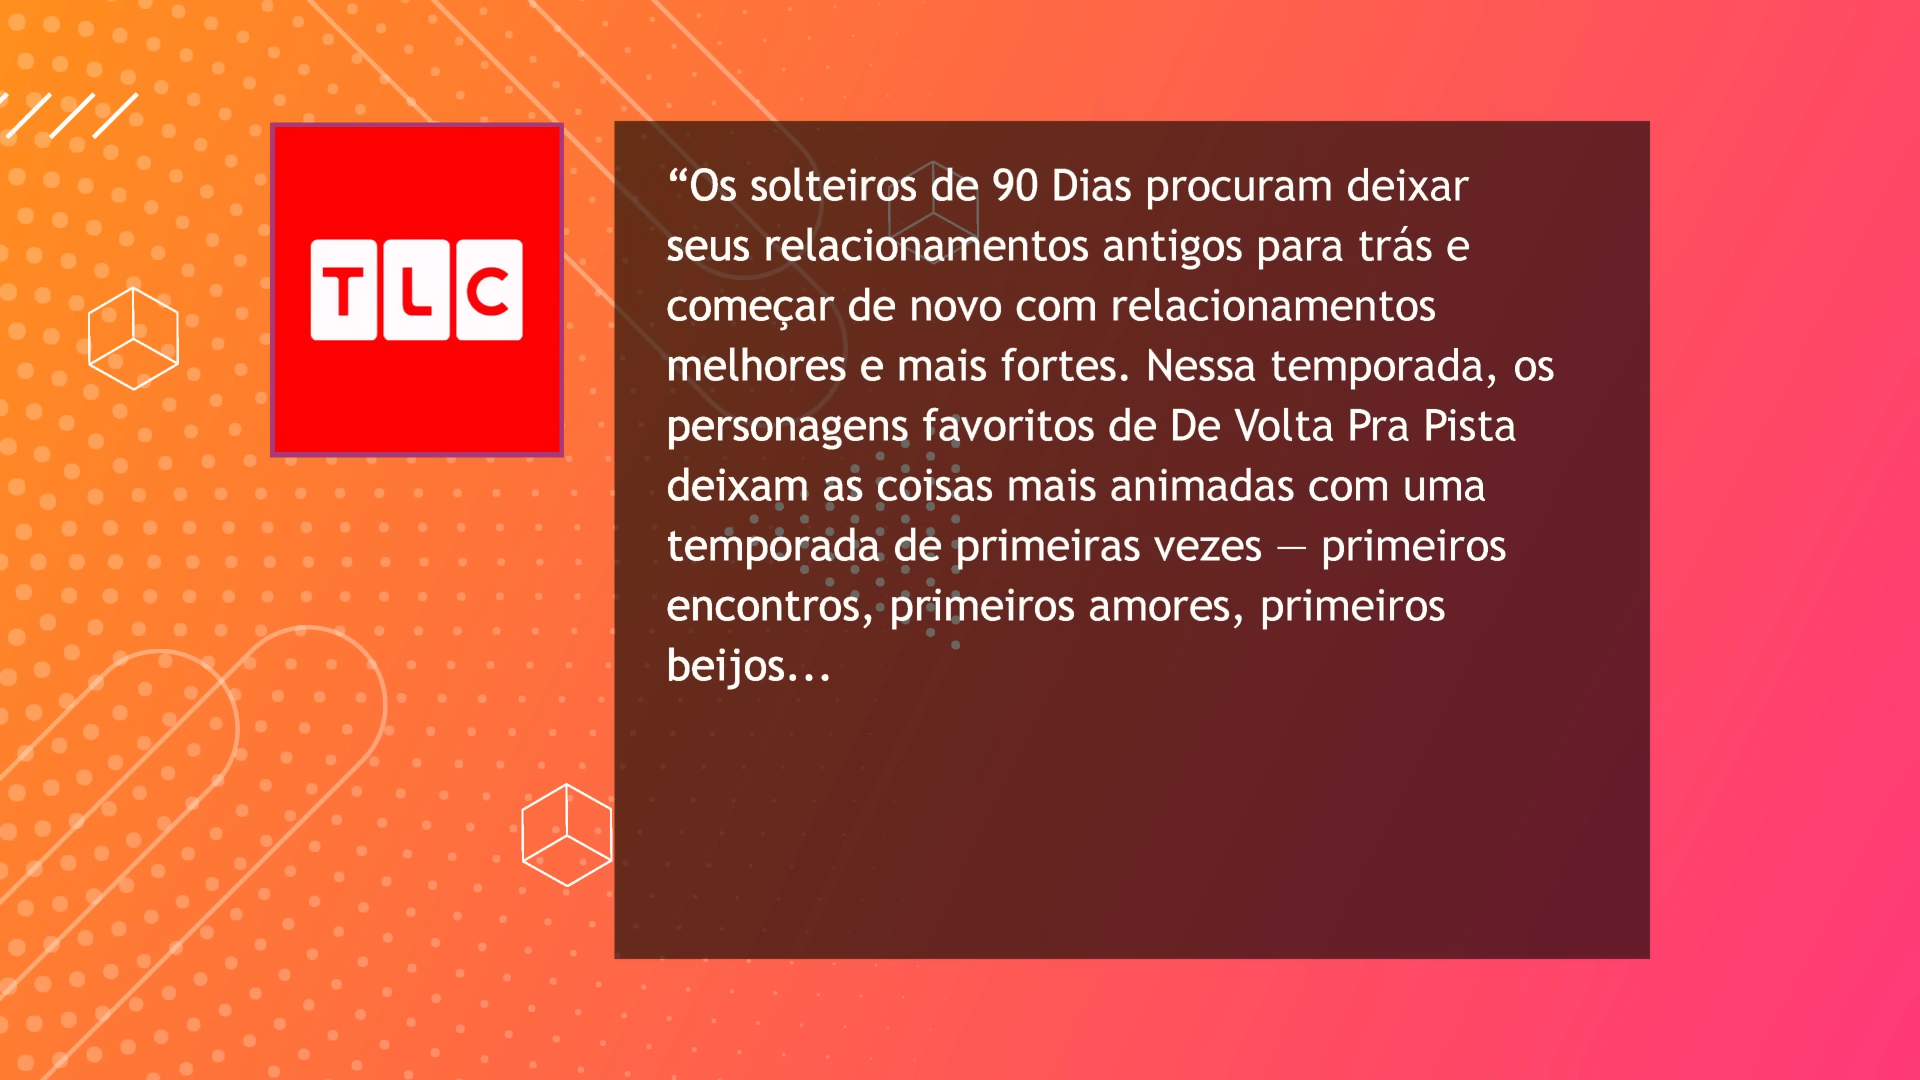 TLC
“Os solteiros de 90 Dias procuram deixar
seus relacionamentos antigos para trás e
começar de novo com relacionamentos
melhores e mais fortes. Nessa temporada, os
personagens favoritos de De Volta Pra Pista
deixam as coisas mais animadas com uma
temporada de primeiras vezes — primeiros
encontros, primeiros amores, primeiros
beijos...